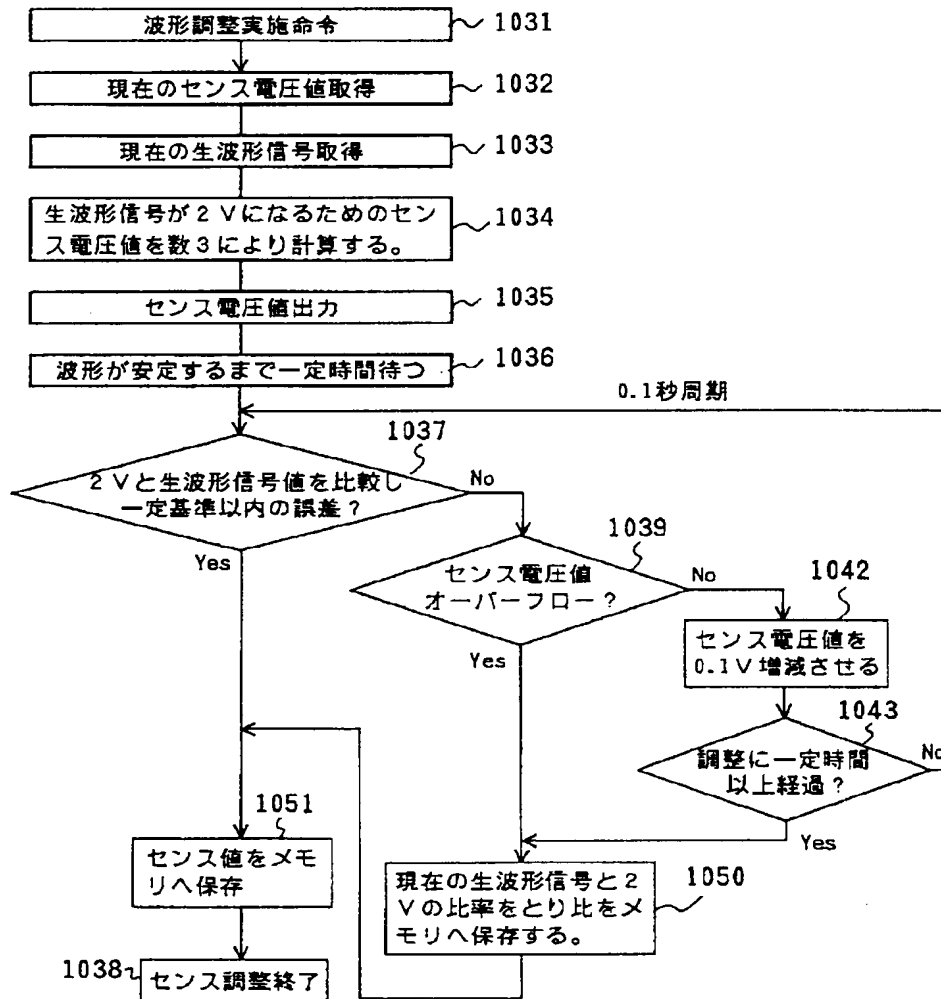 波形調整実施命令
1031
現在のセンス電圧値取得
1032
現在の生波形信号取得
1033
生波形信号が2Vになるためのセン
ス電圧値を数3により計算する。
1034
センス電圧値出力
1035
波形が安定するまで一定時間待つ
1036
0.1秒周期
1037
2Vと生波形信号値を比較し
一定基準以内の誤差?
No
Yes
1039
センス電圧値
オーバーフロー?
No
Yes
1042
センス電圧値を
0.1V増減させる
1043
調整に一定時間
以上経過?
No
Yes
1051
センス値をメモ
リへ保存
現在の生波形信号と2
Vの比率をとり比をメ
モリへ保存する。
1050
1038
センス調整終了